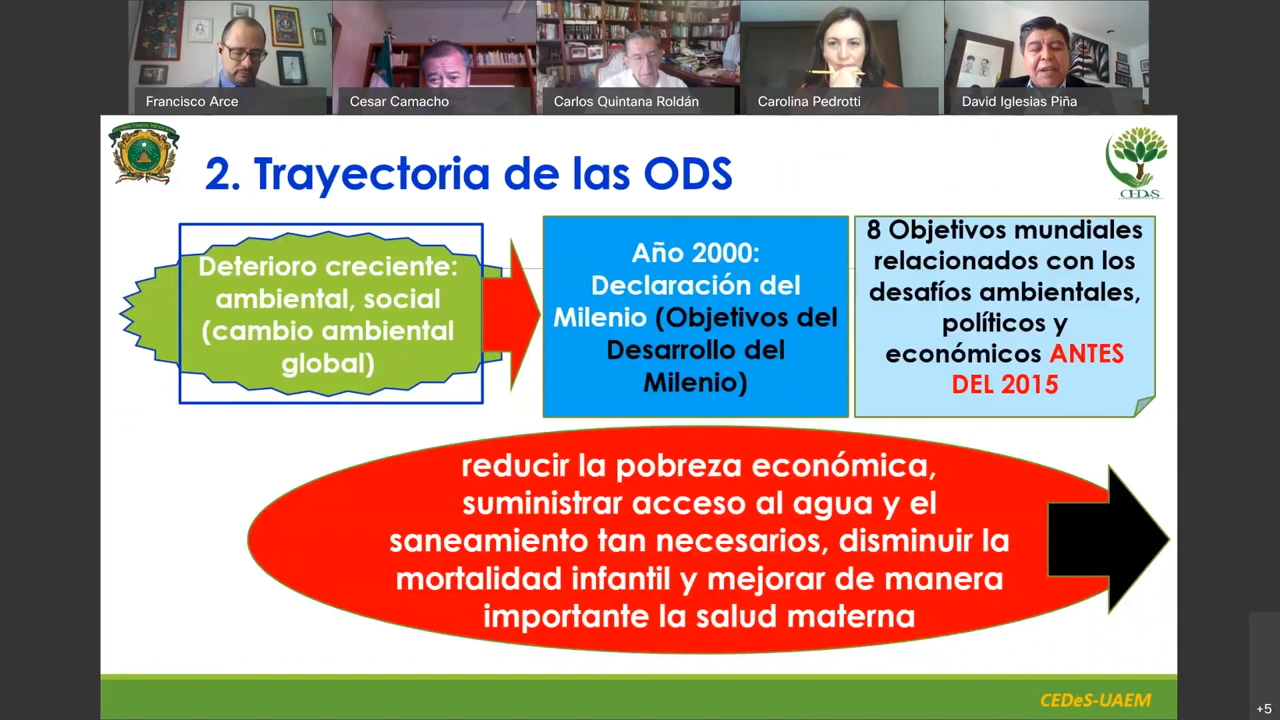 Francisco Arce
Cesar Camacho
Carlos Quintana Roldán
Carolina Pedrotti
David Iglesias Piña
2. Trayectoria de las ODS
CEDeS
Deterioro creciente:
ambiental, social
(cambio ambiental
global)
Año 2000:
Declaración del
Milenio (Objetivos del
Desarrollo del
Milenio)
8 Objetivos mundiales
relacionados con los
desafíos ambientales,
políticos y
económicos ANTES
DEL 2015
reducir la pobreza económica,
suministrar acceso al agua y el
saneamiento tan necesarios, disminuir la
mortalidad infantil y mejorar de manera
importante la salud materna
CEDeS-UAEM
+5